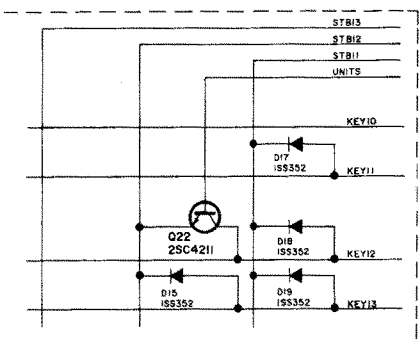 STB13
STB12
STB11
UNITS
KEY10
D17
1SS352
KEY11
Q22
2SC4211
D18
1SS352
KEY12
D15
1SS352
D19
1SS352
KEY13